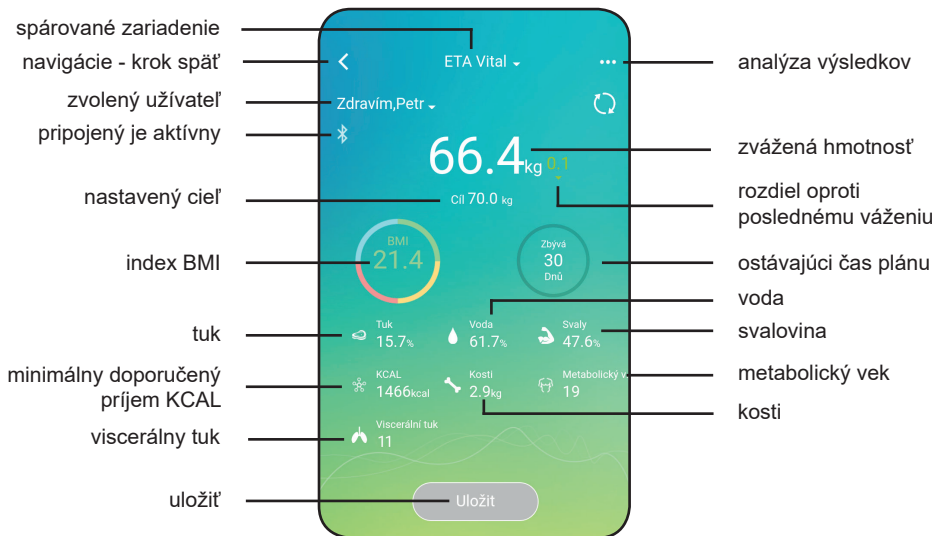 spárované zariadenie
navigácie - krok späť
zvolený užívateľ
pripojený je aktívny
nastavený cieľ
index BMI
tuk
minimálny doporučený
príjem KCAL
viscerálny tuk
uložiť
ETA Vital
Zdravím,Petr
66.4kg 0.1
Cíl 70.0 kg
BMI
21.4
Zbývá
30
Dnů
Tuk
15.7%
Voda
61.7%
Svaly
47.6%
KCAL
1466kcal
Kosti
2.9kg
Metabolický v.
19
Viscerální tuk
11
Uložit
analýza výsledkov
zvážená hmotnosť
rozdiel oproti
poslednému váženiu
ostávajúci čas plánu
voda
svalovina
metabolický vek
kosti